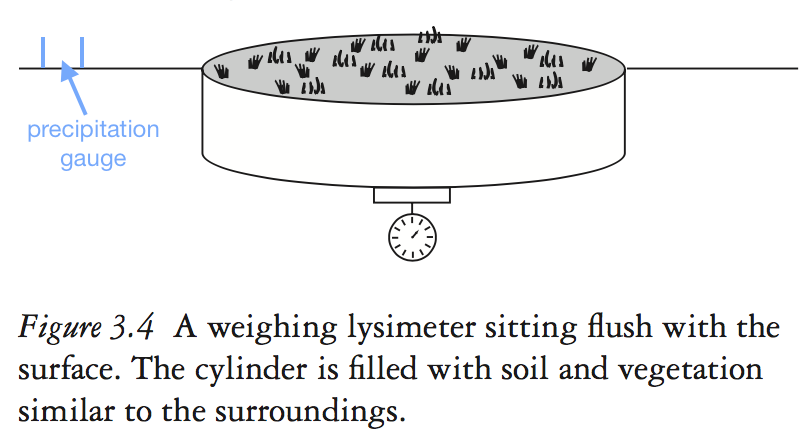 precipitation
gauge
Figure 3.4 A weighing lysimeter sitting flush with the
surface. The cylinder is filled with soil and vegetation
similar to the surroundings.